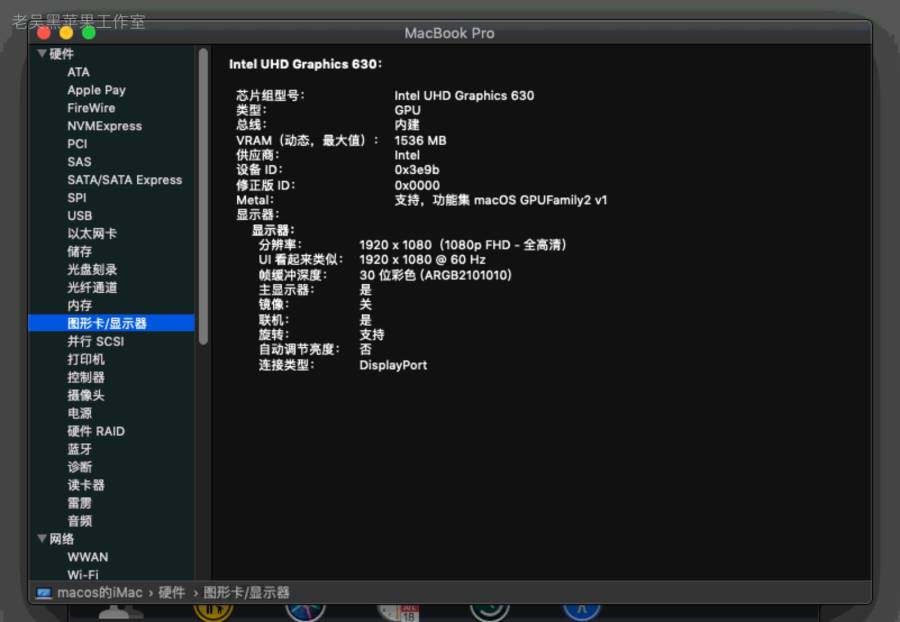 老吴黑苹果工作室
MacBook Pro
硬件
ATA
Apple Pay
FireWire
NVMExpress
PCI
SAS
SATA/SATA Express
SPI
USB
以太网卡
储存
光盘刻录
光纤通道
内存
图形卡/显示器
并行 SCSI
打印机
控制器
摄像头
电源
硬件 RAID
蓝牙
诊断
读卡器
雷雳
音频
网络
WWAN
Wi-Fi
Intel UHD Graphics 630:
芯片组型号: Intel UHD Graphics 630
类型: GPU
总线: 内建
VRAM（动态，最大值）: 1536 MB
供应商: Intel
设备 ID: 0x3e9b
修正版 ID: 0x0000
Metal: 支持，功能集 macOS GPUFamily2 v1
显示器:
显示器:
分辨率: 1920 x 1080（1080p FHD - 全高清）
UI 看起来类似: 1920 x 1080 @ 60 Hz
帧缓冲深度: 30 位彩色 (ARGB2101010)
主显示器: 是
镜像: 关
联机: 是
旋转: 支持
自动调节亮度: 否
连接类型: DisplayPort
macos的iMac › 硬件 › 图形卡/显示器
18